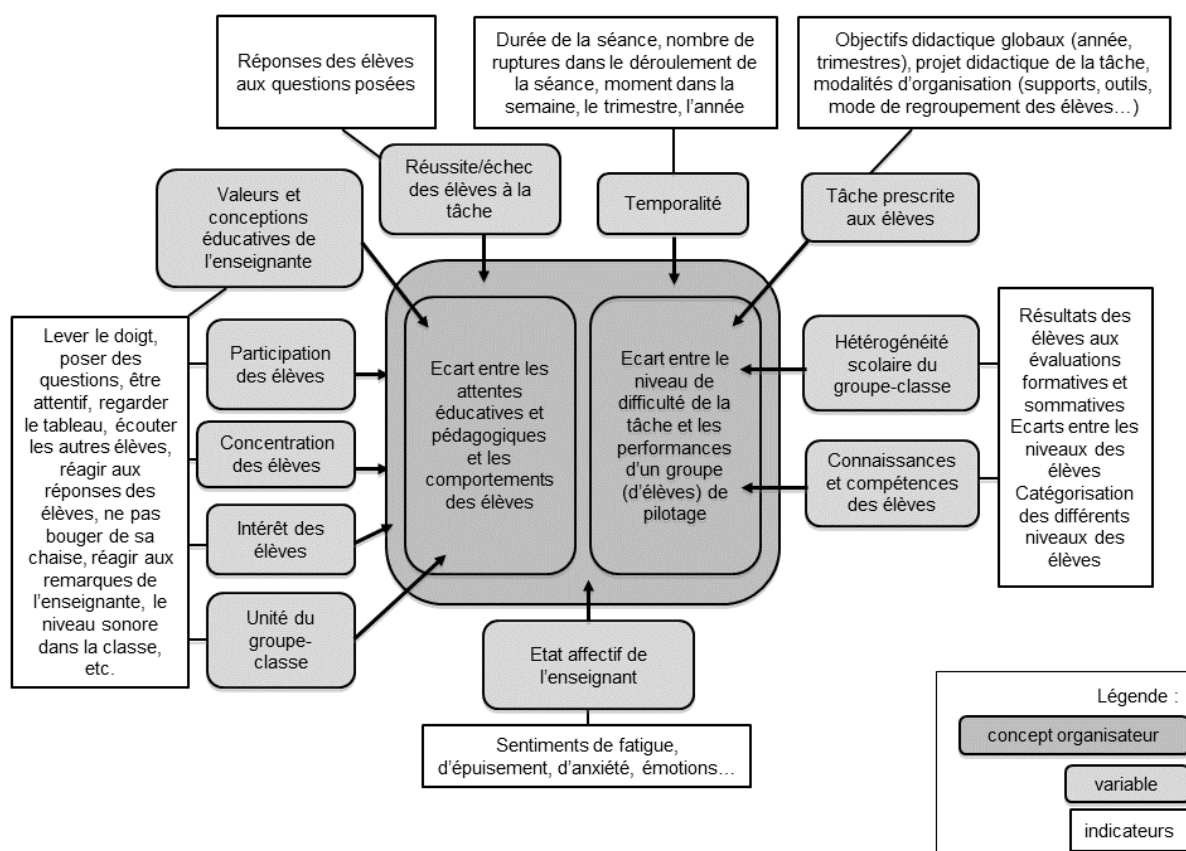 Réponses des élèves
aux questions posées
Durée de la séance, nombre de
ruptures dans le déroulement de
la séance, moment dans la
semaine, le trimestre, l'année
Objectifs didactique globaux (année,
trimestres), projet didactique de la tâche,
modalités d'organisation (supports, outils,
mode de regroupement des élèves…)
Valeurs et
conceptions
éducatives de
l'enseignante
Réussite/échec
des élèves à la
tâche
Temporalité
Tâche prescrite
aux élèves
Lever le doigt,
poser des
questions, être
attentif, regarder
le tableau, écouter
les autres élèves,
réagir aux
réponses des
élèves, ne pas
bouger de sa
chaise, réagir aux
remarques de
l'enseignante, le
niveau sonore
dans la classe,
etc.
Participation
des élèves
Concentration
des élèves
Intérêt des
élèves
Unité du
groupe-
classe
Ecart entre les
attentes
éducatives et
pédagogiques
et les
comportements
des élèves
Ecart entre le
niveau de
difficulté de la
tâche et les
performances
d'un groupe
(d'élèves) de
pilotage
Hétérogénéité
scolaire du
groupe-classe
Connaissances
et compétences
des élèves
Résultats des
élèves aux
évaluations
formatives et
sommatives
Ecarts entre les
niveaux des
élèves
Catégorisation
des différents
niveaux des
élèves
Etat affectif de
l'enseignant
Sentiments de fatigue,
d'épuisement, d'anxiété, émotions…
Légende :
concept organisateur
variable
indicateurs